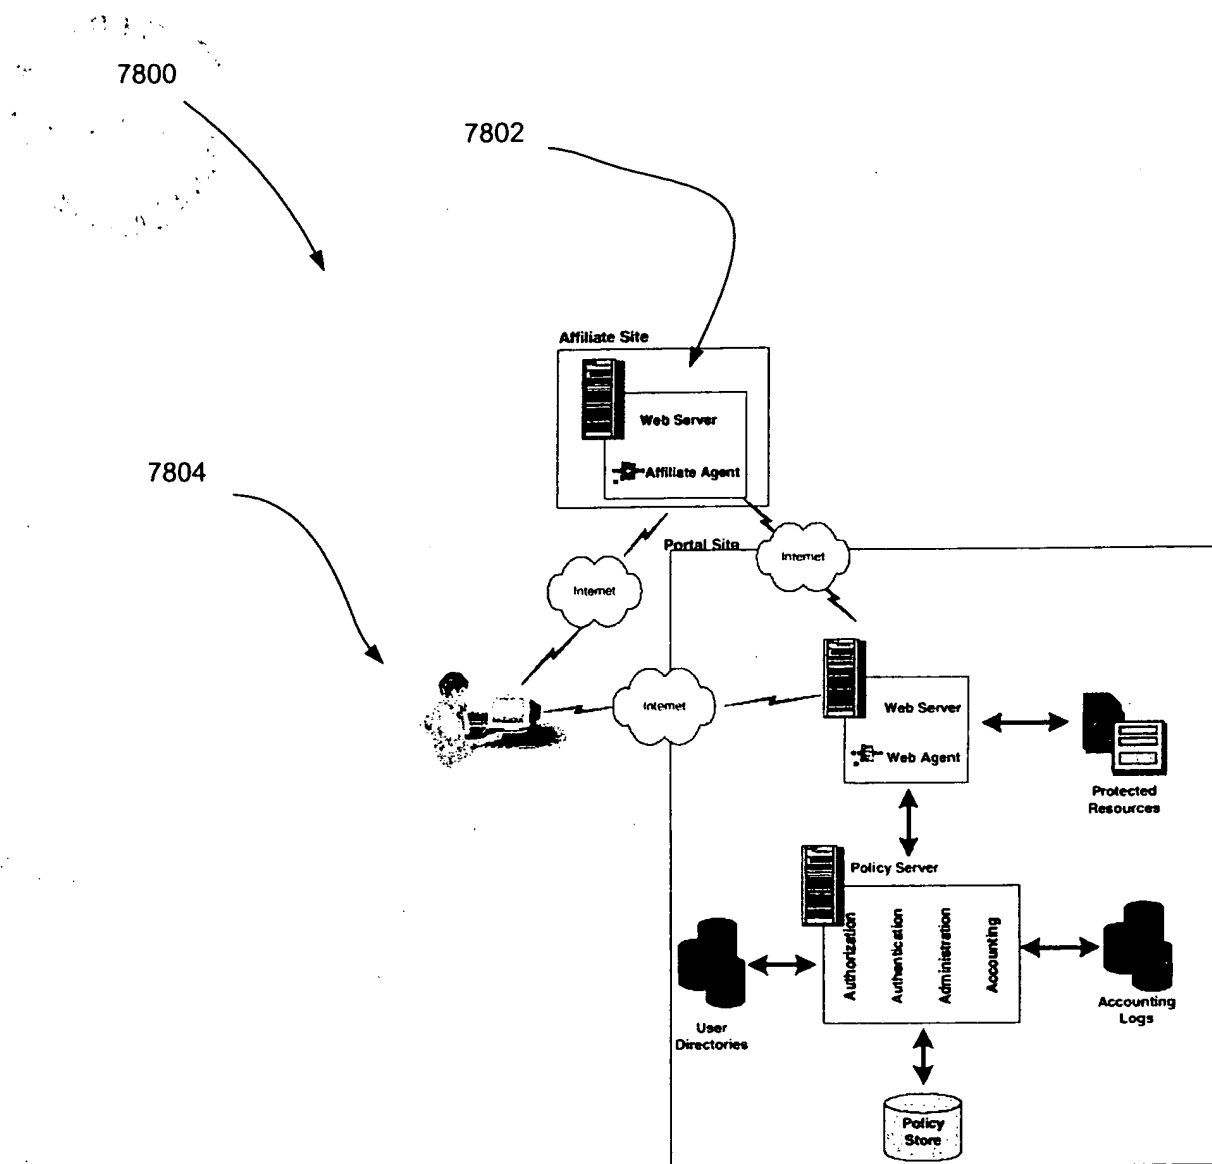 7800
7802
Affiliate Site
Web Server
Affiliate Agent
7804
Portal Site
Internet
Internet
Internet
Web Server
Web Agent
Protected
Resources
Policy Server
Authorization
Authentication
Administration
Accounting
User
Directories
Accounting
Logs
Policy
Store